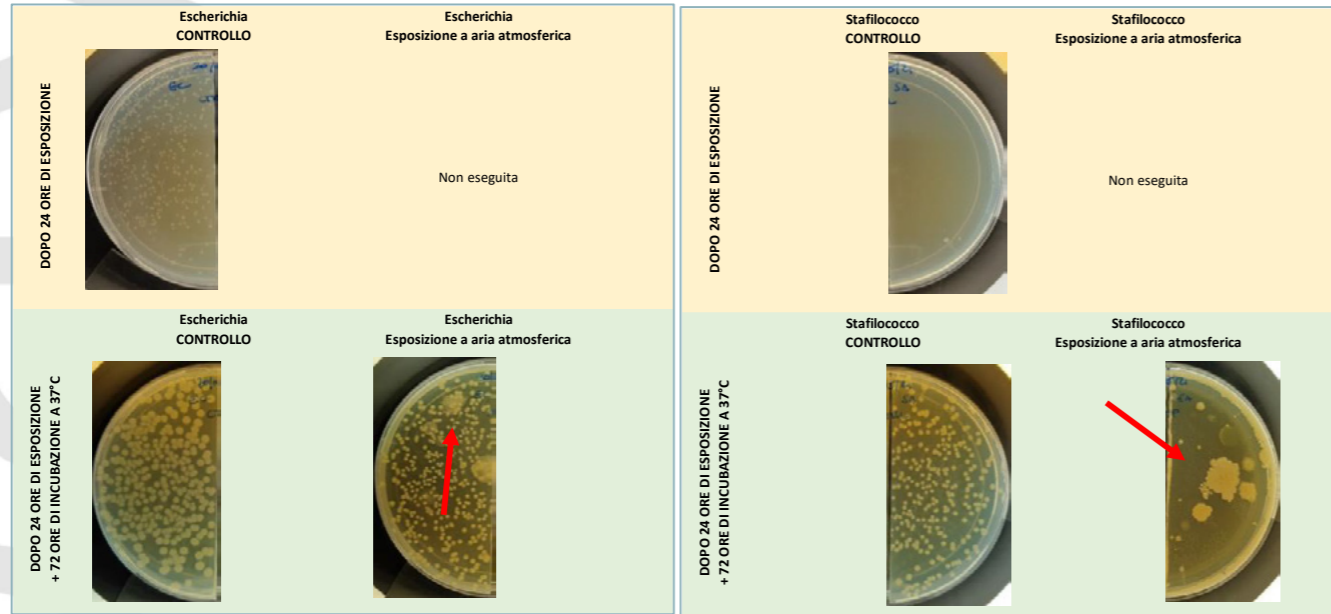 Escherichia
CONTROLLO
Escherichia
Esposizione a aria atmosferica
DOPO 24 ORE DI ESPOSIZIONE
Non eseguita
Escherichia
CONTROLLO
Escherichia
Esposizione a aria atmosferica
DOPO 24 ORE DI ESPOSIZIONE
+ 72 ORE DI INCUBAZIONE A 37°C
Stafilococco
CONTROLLO
Stafilococco
Esposizione a aria atmosferica
DOPO 24 ORE DI ESPOSIZIONE
Non eseguita
Stafilococco
CONTROLLO
Stafilococco
Esposizione a aria atmosferica
DOPO 24 ORE DI ESPOSIZIONE
+ 72 ORE DI INCUBAZIONE A 37°C